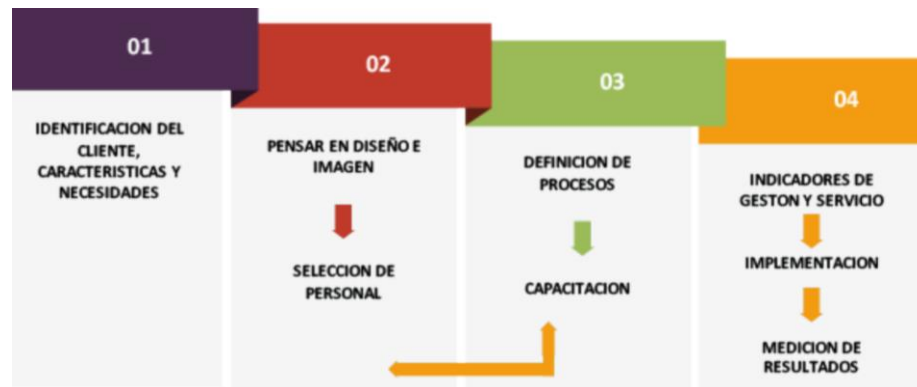 01
IDENTIFICACION DEL
CLIENTE,
CARACTERISTICAS Y
NECESIDADES
02
PENSAR EN DISEÑO E
IMAGEN
SELECCION DE
PERSONAL
03
DEFINICION DE
PROCESOS
CAPACITACION
04
INDICADORES DE
GESTON Y SERVICIO
IMPLEMENTACION
MEDICION DE
RESULTADOS